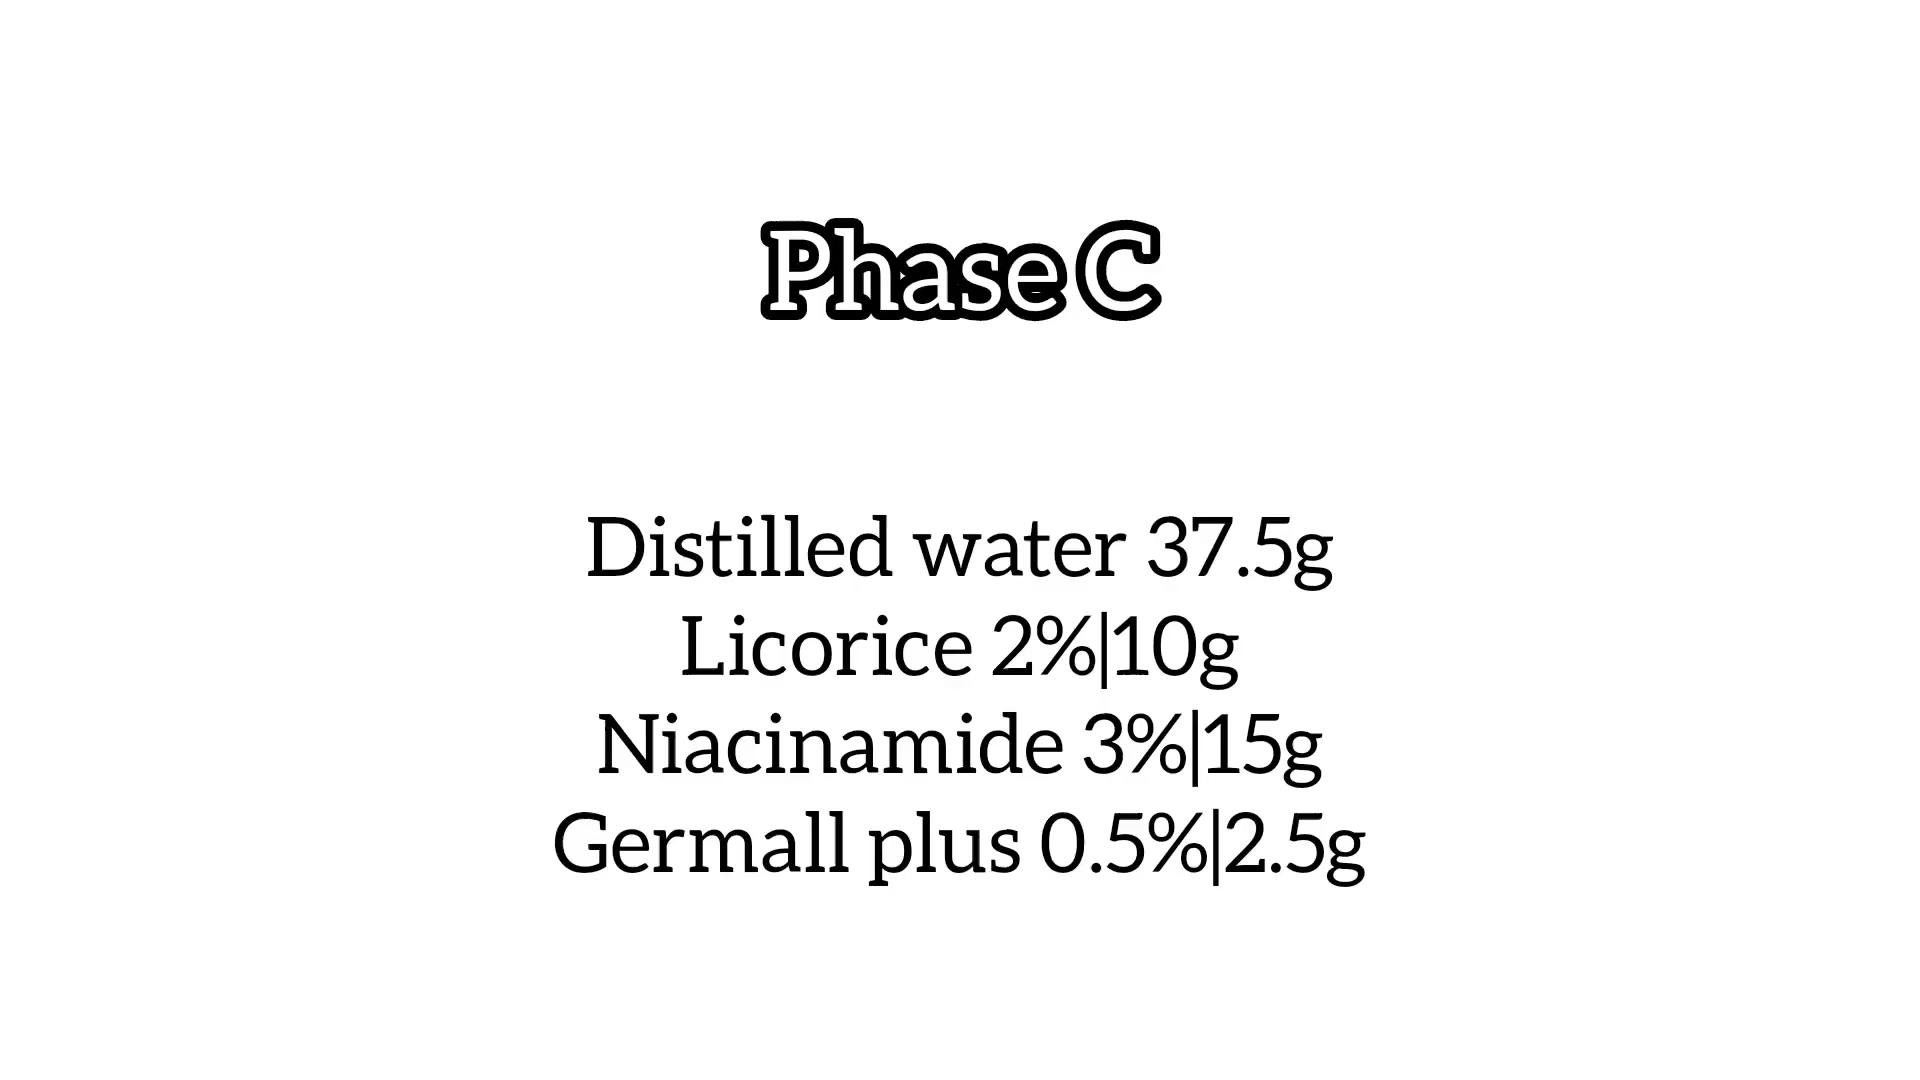 Phase C
Distilled water 37.5g
Licorice 2%|10g
Niacinamide 3%|15g
Germall plus 0.5%|2.5g